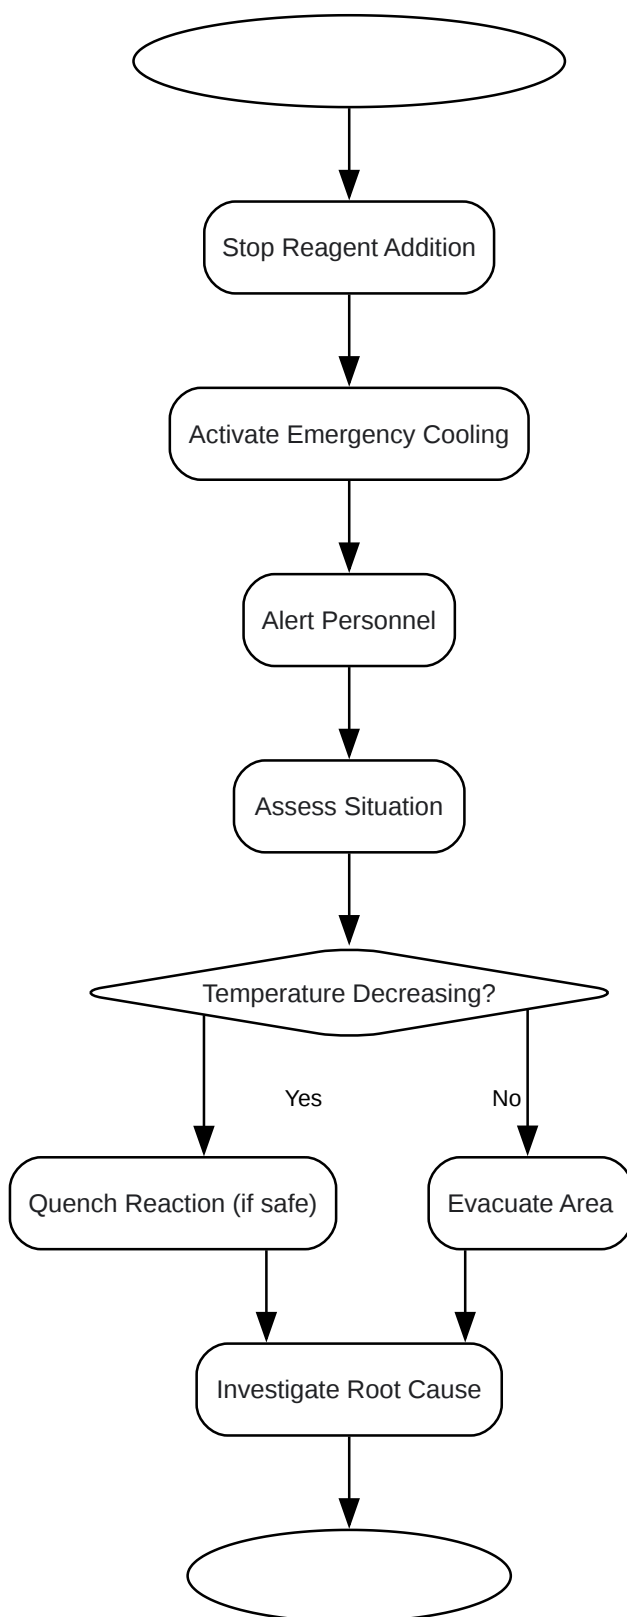 Stop Reagent Addition
Activate Emergency Cooling
Alert Personnel
Assess Situation
Temperature Decreasing?
Yes
No
Quench Reaction (if safe)
Evacuate Area
Investigate Root Cause